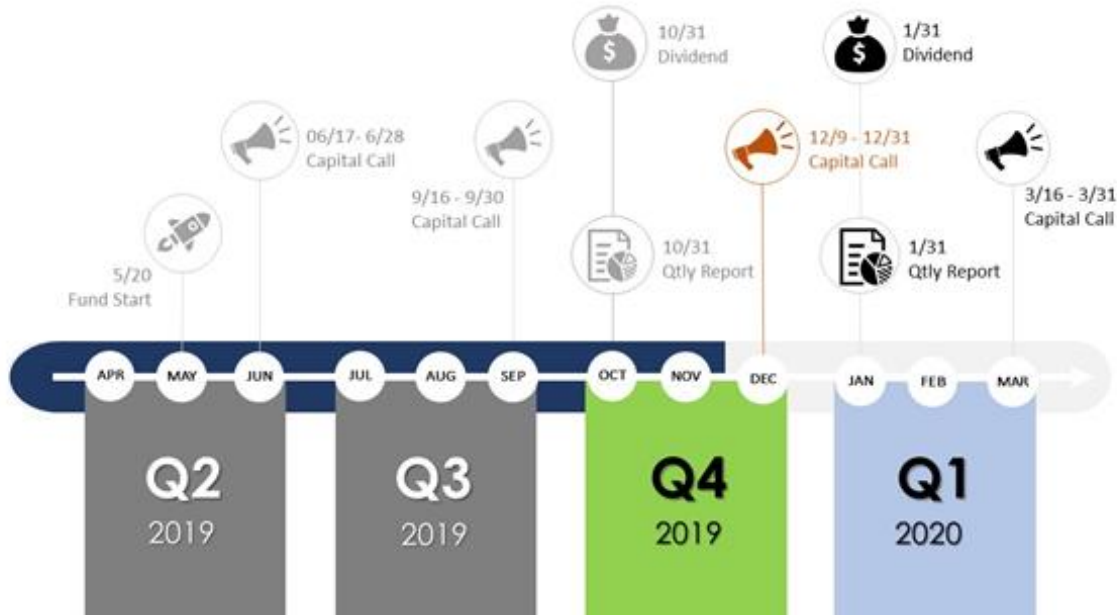 10/31
Dividend
1/31
Dividend
06/17- 6/28
Capital Call
9/16 - 9/30
Capital Call
12/9 - 12/31
Capital Call
3/16 - 3/31
Capital Call
5/20
Fund Start
10/31
Qtly Report
1/31
Qtly Report
$
$
APR MAY JUN JUL AUG SEP OCT NOV DEC JAN FEB MAR
Q2
2019
Q3
2019
Q4
2019
Q1
2020